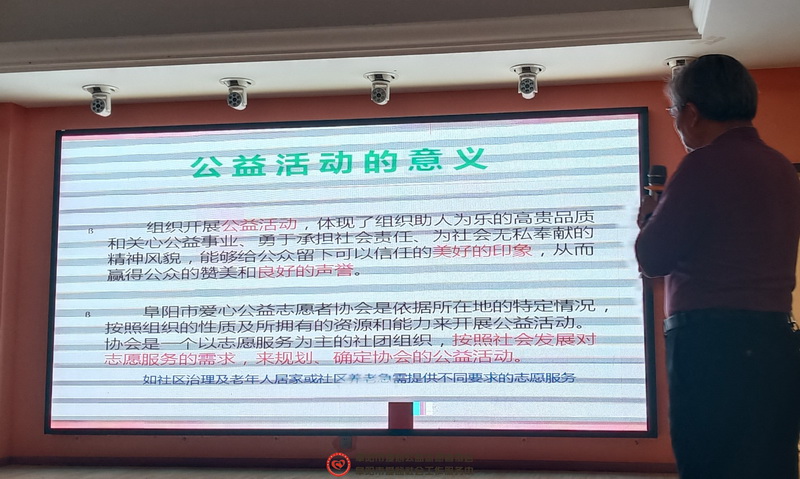 公益活动的意义
组织开展公益活动，体现了组织助人为乐的高贵品质
和关心公益事业、勇于承担社会责任、为社会无私奉献的
精神风貌，能够给公众留下可以信任的美好的印象，从而
赢得公众的赞美和良好的声誉。
阜阳市爱心公益志愿者协会是依据所在地的特定情况，
按照组织的性质及所拥有的资源和能力来开展公益活动。
协会是一个以志愿服务为主的社团组织，按照社会发展对
志愿服务的需求，来规划、确定协会的公益活动。
如社区治理及老年人居家或社区养老急需提供不同要求的志愿服务